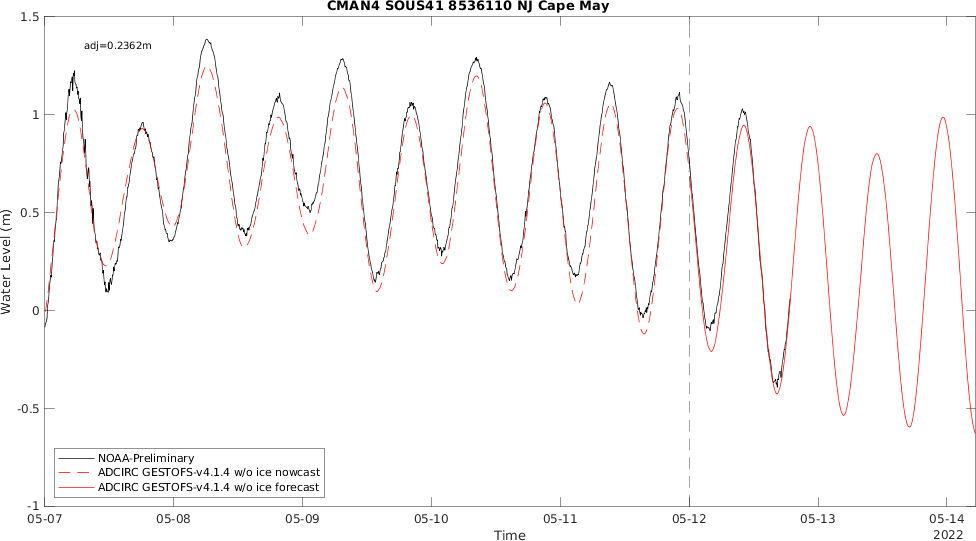 CMAN4 SOUS41 8536110 NJ Cape May
adj=0.2362m
1.5
1
0.5
0
-0.5
-1
Water Level (m)
NOAA-Preliminary
ADCIRC GESTOFS-v4.1.4 w/o ice nowcast
ADCIRC GESTOFS-v4.1.4 w/o ice forecast
05-07 05-08 05-09 05-10 05-11 05-12 05-13 05-14
Time
2022